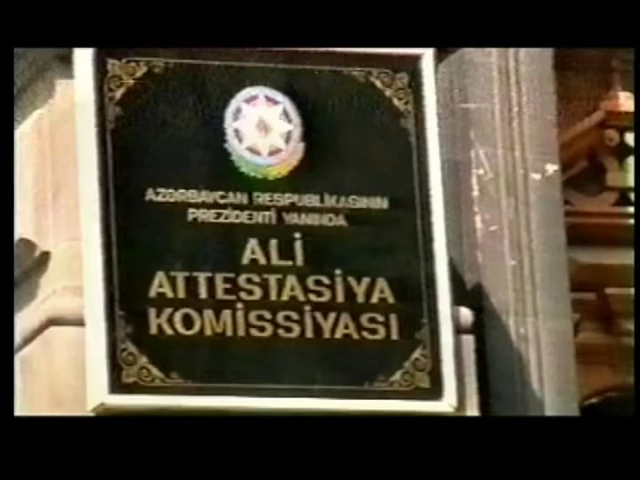 AZƏRBAYCAN RESPUBLİKASININ
PREZİDENTİ YANINDA
ALİ
ATTESTASİYA
KOMİSSİYASI